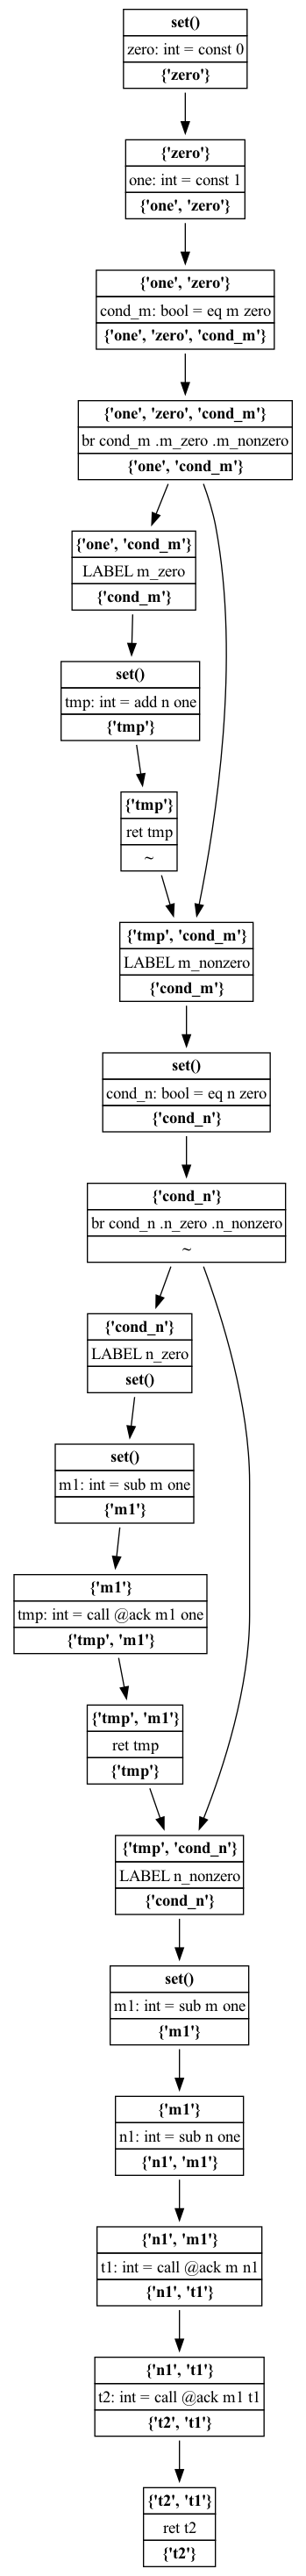 set()
zero: int = const 0
{'zero'}
{'zero'}
one: int = const 1
{'one', 'zero'}
{'one', 'zero'}
cond_m: bool = eq m zero
{'one', 'zero', 'cond_m'}
{'one', 'zero', 'cond_m'}
br cond_m .m_zero .m_nonzero
{'one', 'cond_m'}
{'one', 'cond_m'}
LABEL m_zero
{'cond_m'}
set()
tmp: int = add n one
{'tmp'}
{'tmp'}
ret tmp
~
{'tmp', 'cond_m'}
LABEL m_nonzero
{'cond_m'}
set()
cond_n: bool = eq n zero
{'cond_n'}
{'cond_n'}
br cond_n .n_zero .n_nonzero
~
{'cond_n'}
LABEL n_zero
set()
set()
m1: int = sub m one
{'m1'}
{'m1'}
tmp: int = call @ack m1 one
{'tmp', 'm1'}
{'tmp', 'm1'}
ret tmp
{'tmp'}
{'tmp', 'cond_n'}
LABEL n_nonzero
{'cond_n'}
set()
m1: int = sub m one
{'m1'}
{'m1'}
n1: int = sub n one
{'n1', 'm1'}
{'n1', 'm1'}
t1: int = call @ack m n1
{'n1', 't1'}
{'n1', 't1'}
t2: int = call @ack m1 t1
{'t2', 't1'}
{'t2', 't1'}
ret t2
{'t2'}